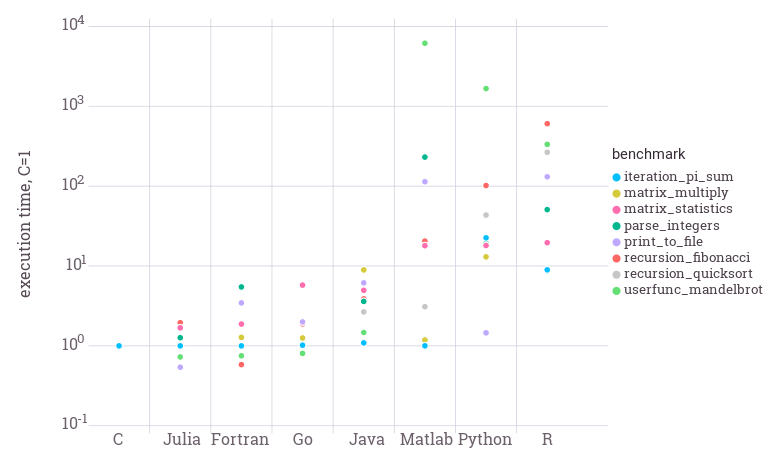 execution time, C=1
10^4
10^3
10^2
10^1
10^0
10^-1
C Julia Fortran Go Java Matlab Python R
benchmark
iteration_pi_sum
matrix_multiply
matrix_statistics
parse_integers
print_to_file
recursion_fibonacci
recursion_quicksort
userfunc_mandelbrot